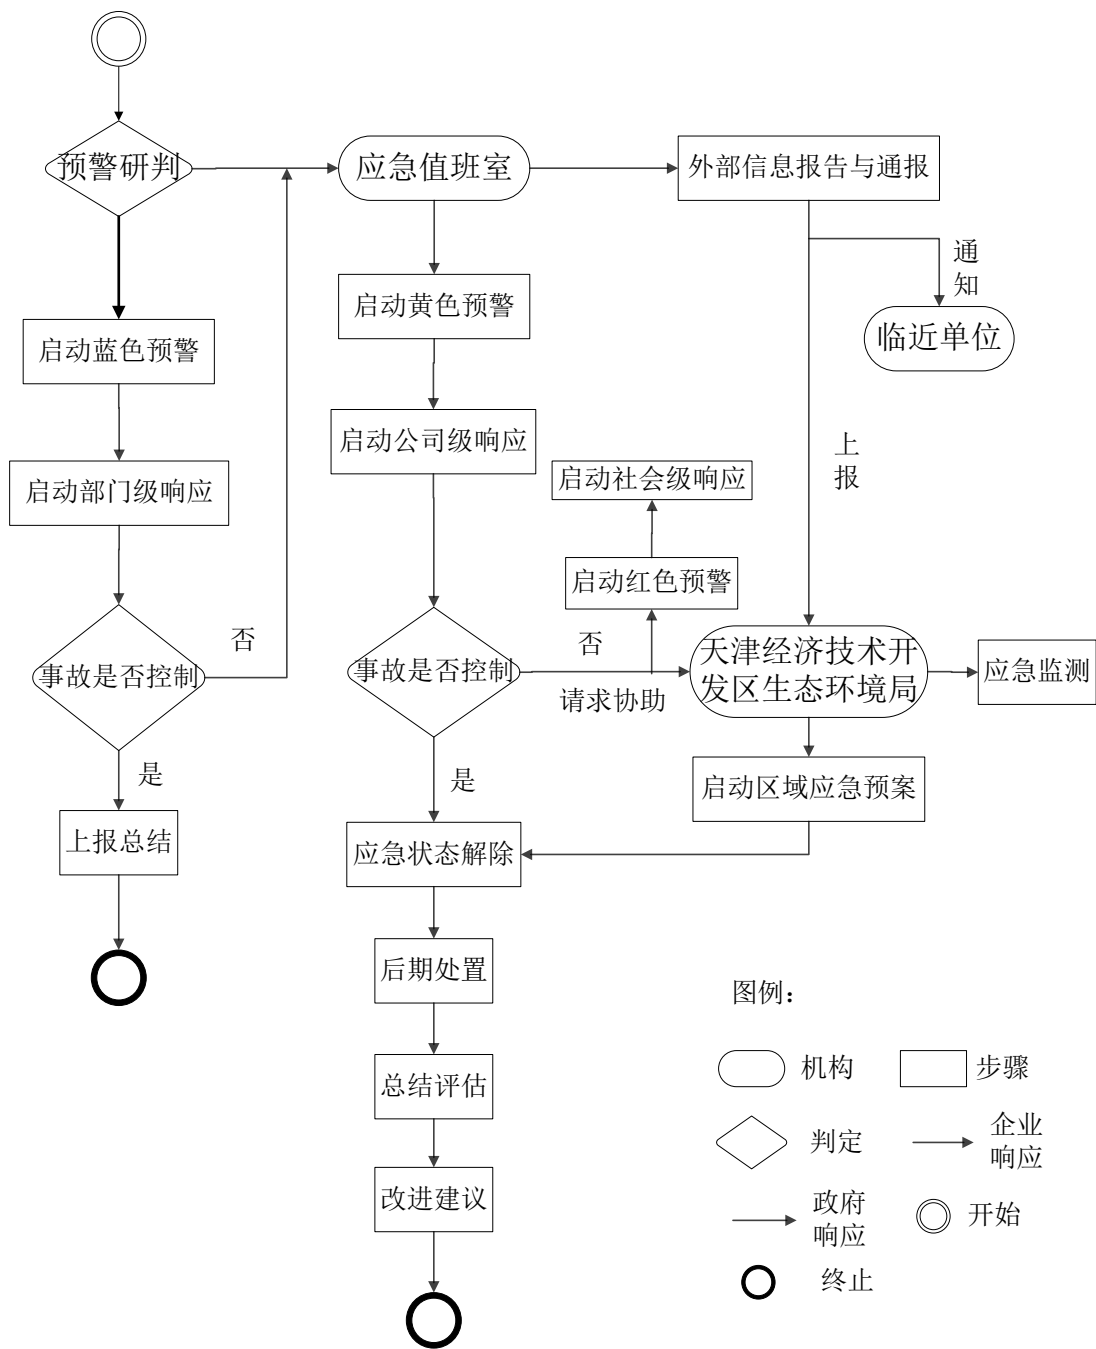 预警研判
应急值班室
外部信息报告与通报
通
知
启动黄色预警
临近单位
启动蓝色预警
启动公司级响应
上
报
启动社会级响应
启动部门级响应
启动红色预警
否
否
事故是否控制
事故是否控制
天津经济技术开
发区生态环境局
应急监测
请求协助
是
是
启动区域应急预案
上报总结
应急状态解除
后期处置
图例：
机构
步骤
总结评估
判定
企业
响应
改进建议
政府
响应
开始
终止